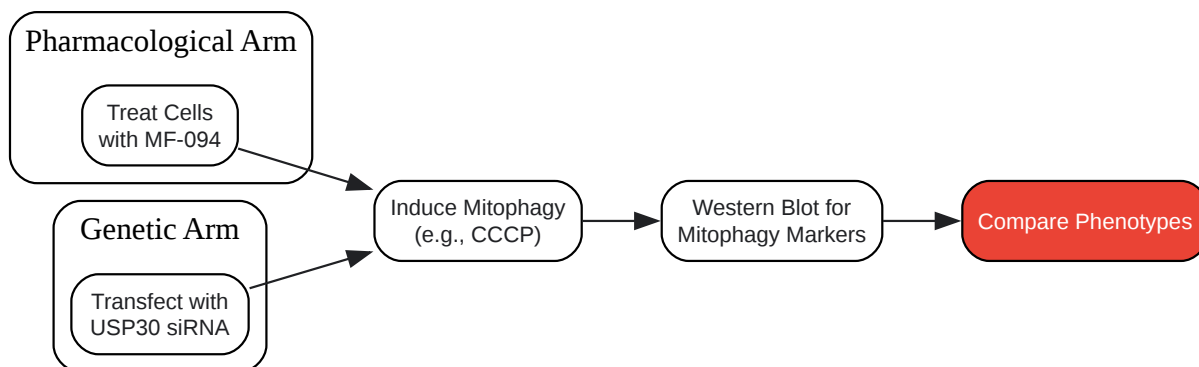 Pharmacological Arm
Treat Cells
with MF-094
Genetic Arm
Transfect with
USP30 siRNA
Induce Mitophagy
(e.g., CCCP)
Western Blot for
Mitophagy Markers
Compare Phenotypes